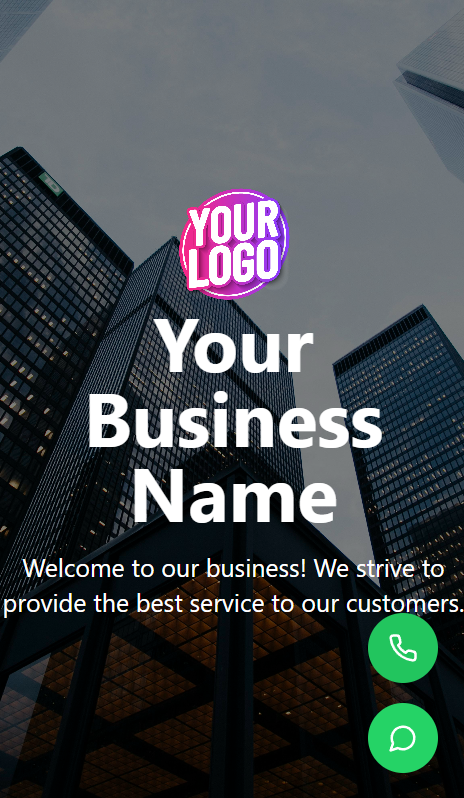 YOUR
LOGO
Your
Business
Name
Welcome to our business! We strive to
provide the best service to our customers.